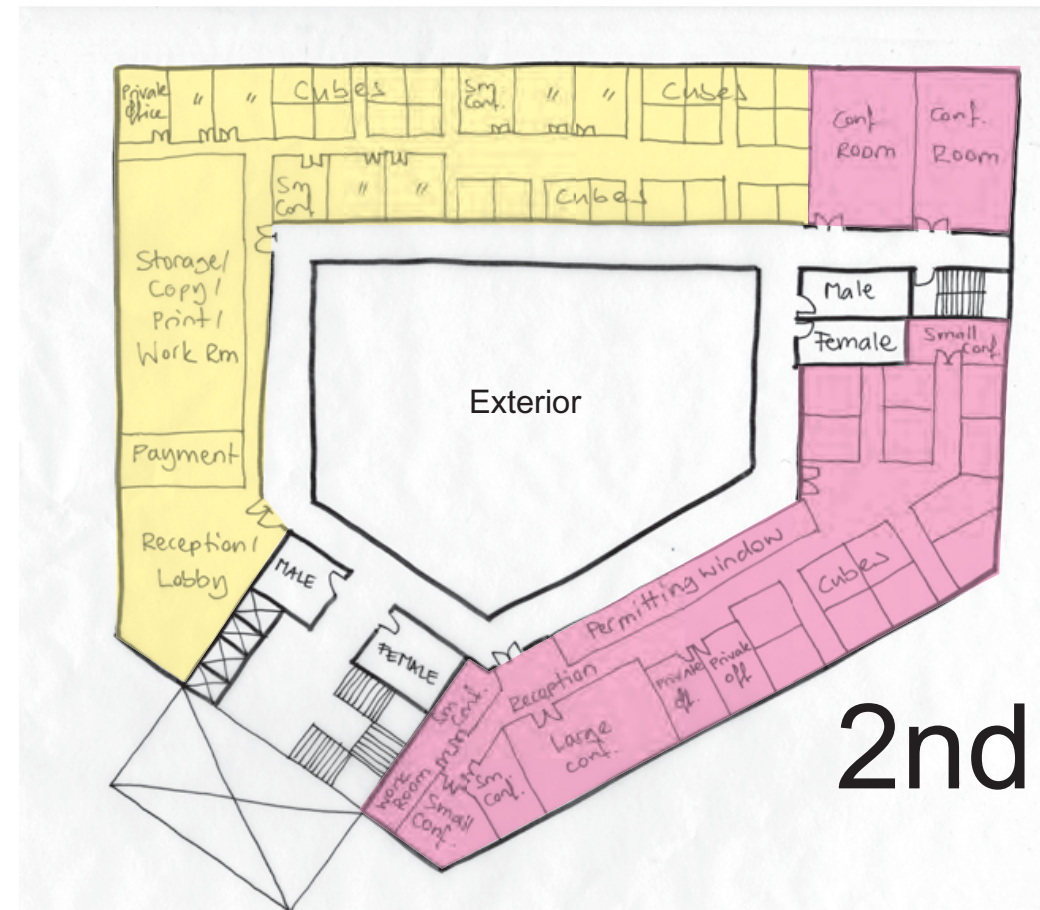 Private
Office
〃
〃
Cubes
Sm
Conf.
〃
〃
Cubes
Conf.
Room
Conf.
Room
Sm
Conf.
〃
〃
Cubes
Storage/
Copy/
Print/
Work Rm
Payment
Reception/
Lobby
Male
Female
Small
Conf.
Exterior
MALE
FEMALE
Permitting window
Cubes
Reception
Private
off.
Private
off
Sm
Conf.
Large
conf.
Work
Room
Sm
Conf.
Small
Conf.
2nd